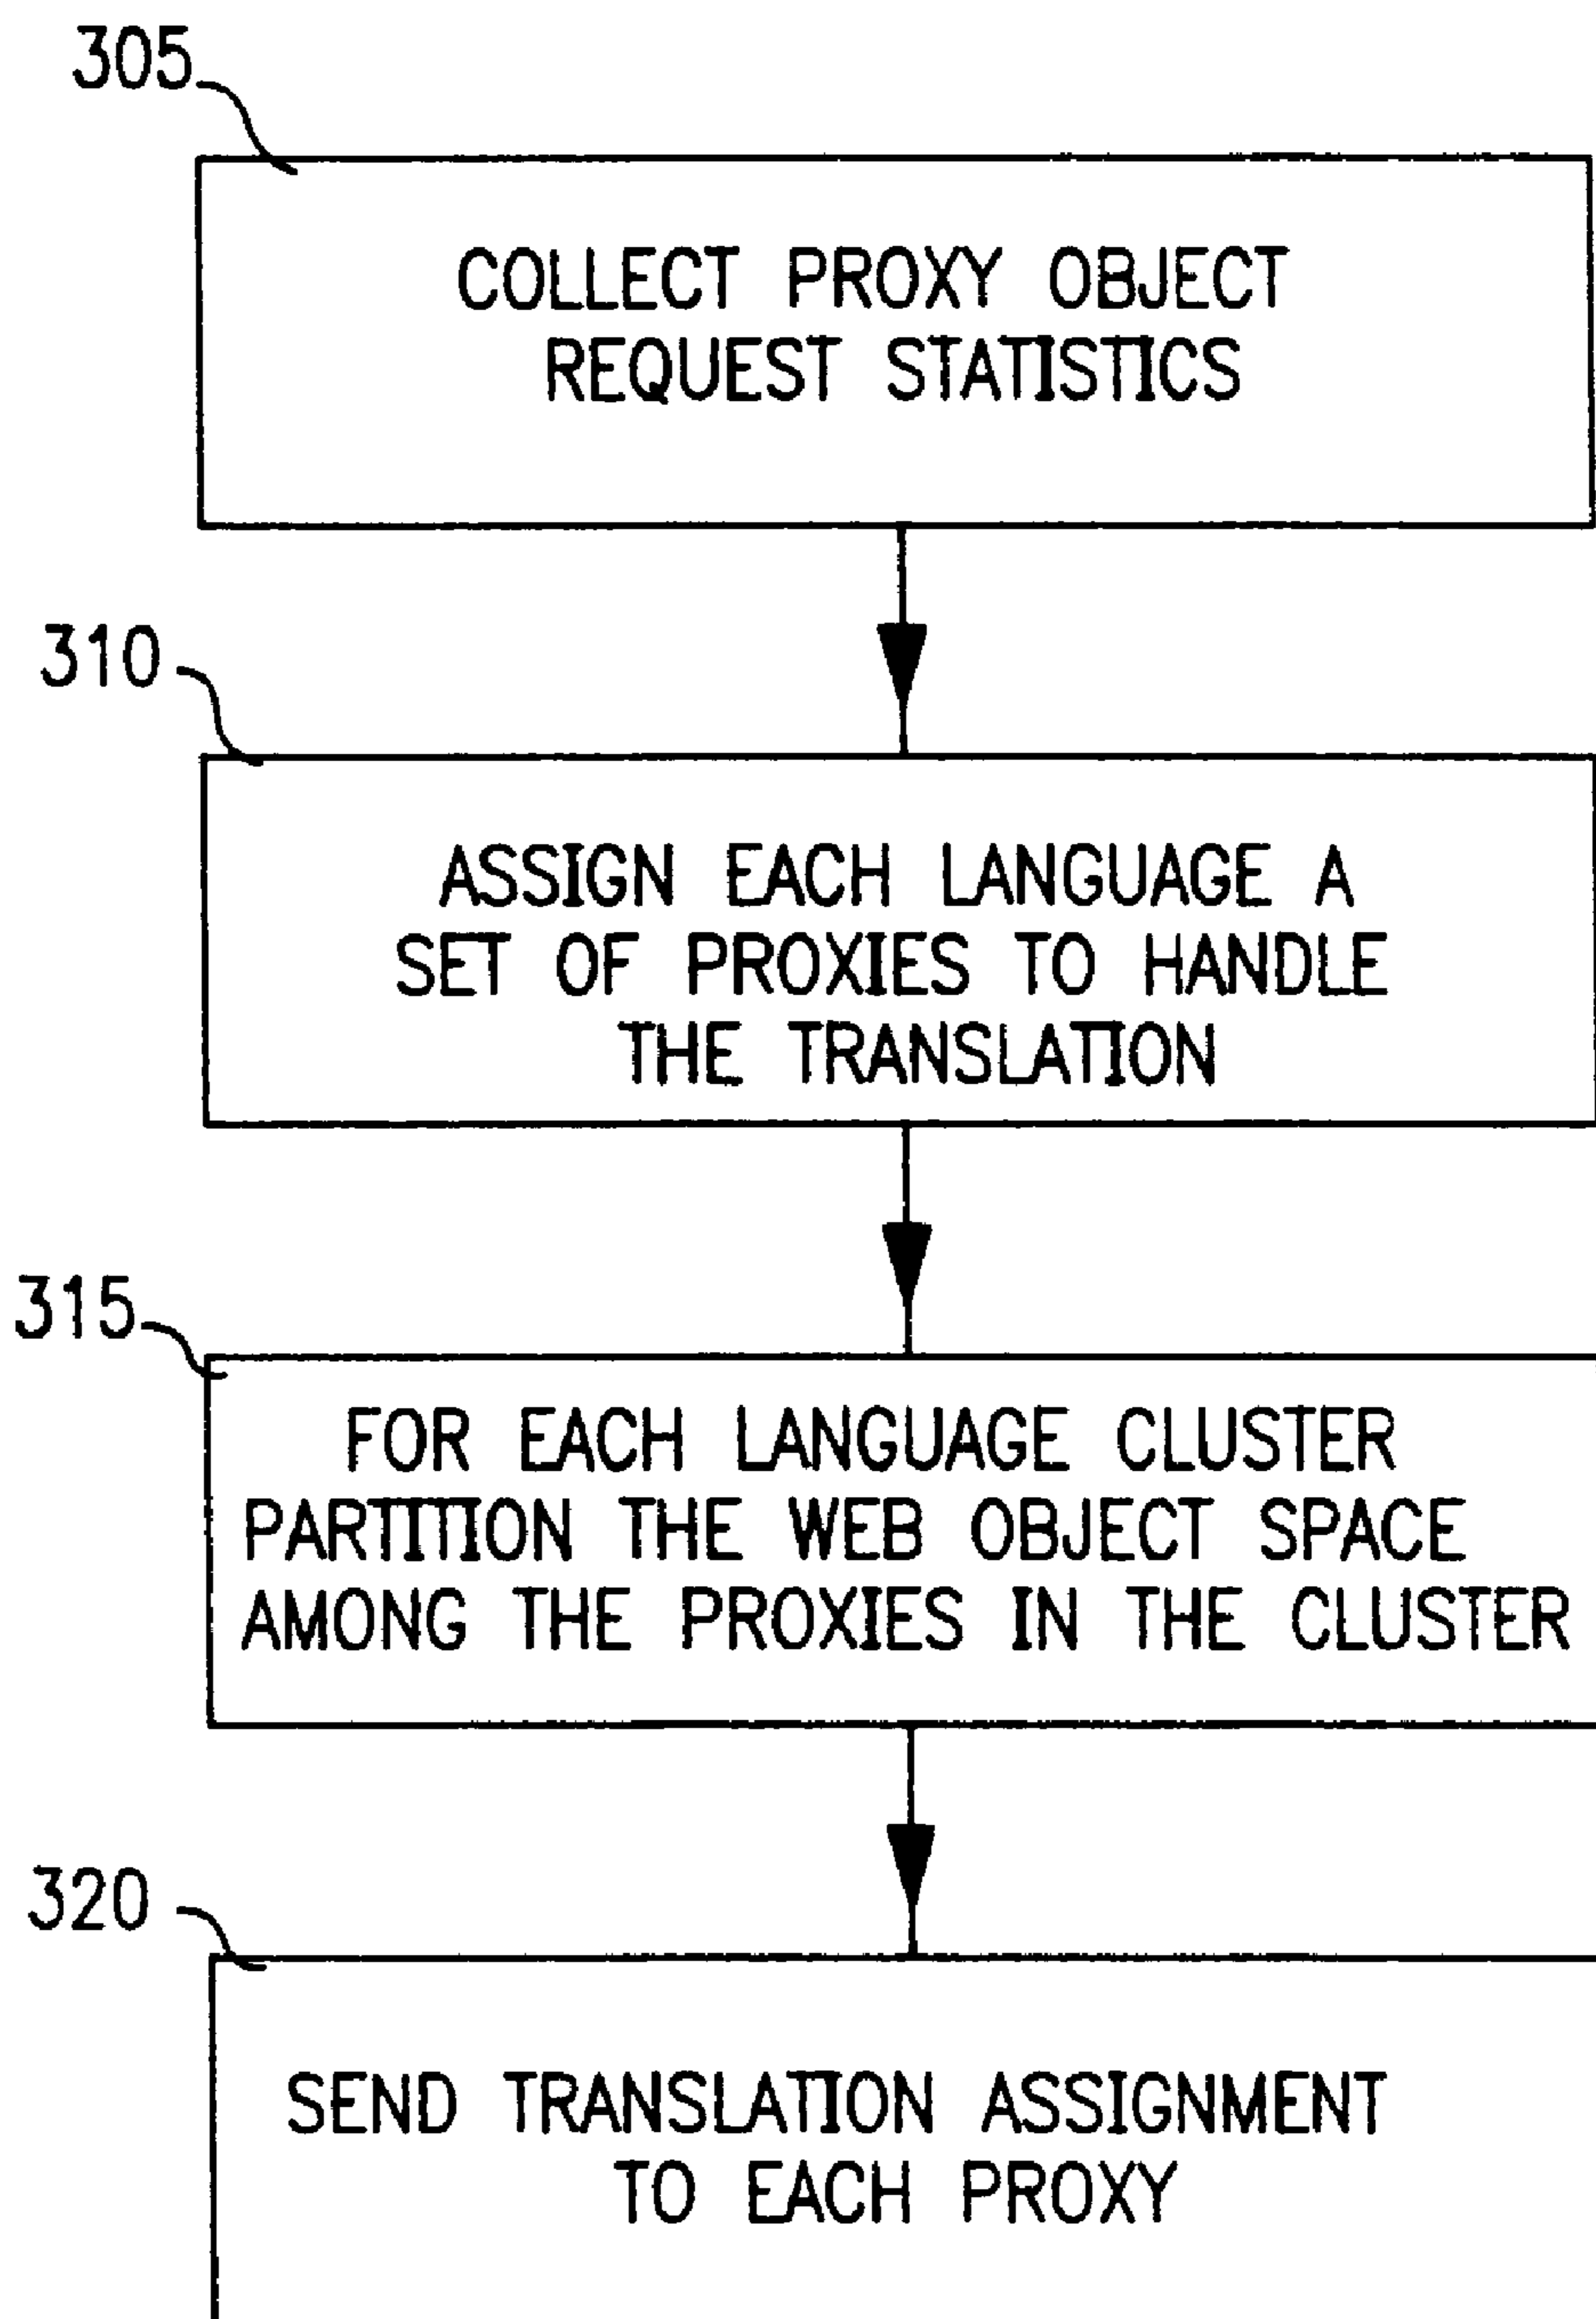 305
COLLECT PROXY OBJECT
REQUEST STATISTICS
310
ASSIGN EACH LANGUAGE A
SET OF PROXIES TO HANDLE
THE TRANSLATION
315
FOR EACH LANGUAGE CLUSTER
PARTITION THE WEB OBJECT SPACE
AMONG THE PROXIES IN THE CLUSTER
320
SEND TRANSLATION ASSIGNMENT
TO EACH PROXY